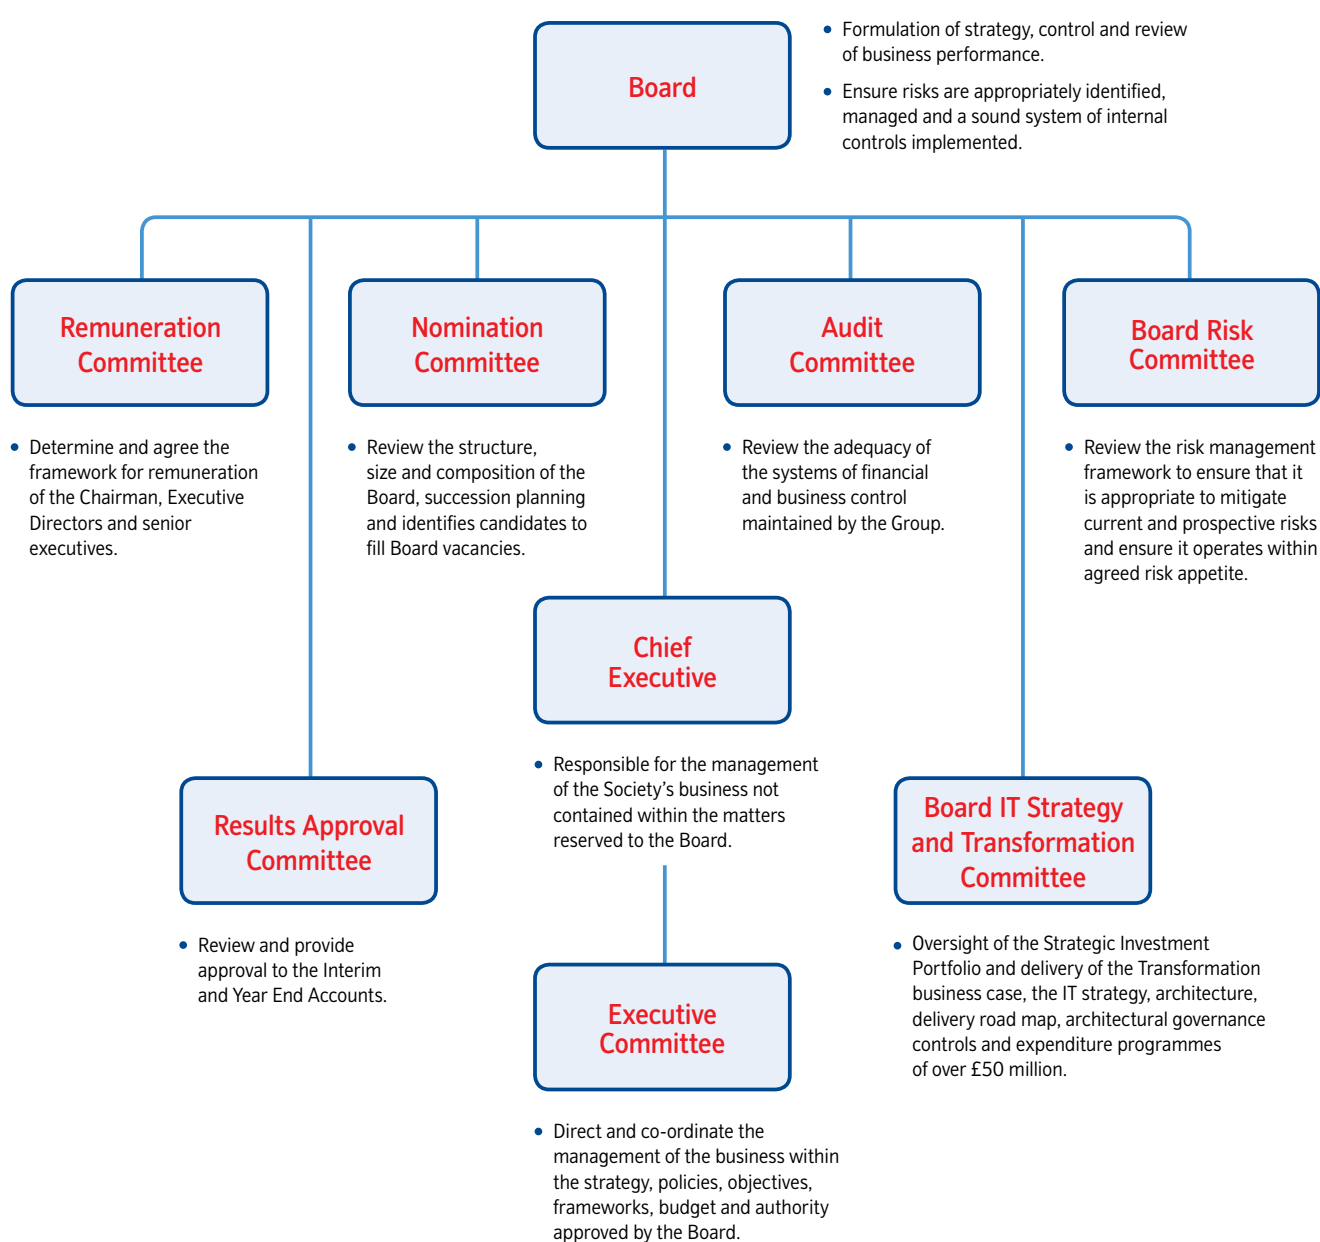 Board
• Formulation of strategy, control and review
of business performance.
• Ensure risks are appropriately identified,
managed and a sound system of internal
controls implemented.
Remuneration
Committee
• Determine and agree the
framework for remuneration
of the Chairman, Executive
Directors and senior
executives.
Nomination
Committee
• Review the structure,
size and composition of the
Board, succession planning
and identifies candidates to
fill Board vacancies.
Audit
Committee
• Review the adequacy of
the systems of financial
and business control
maintained by the Group.
Board Risk
Committee
• Review the risk management
framework to ensure that it
is appropriate to mitigate
current and prospective risks
and ensure it operates within
agreed risk appetite.
Chief
Executive
• Responsible for the management
of the Society’s business not
contained within the matters
reserved to the Board.
Results Approval
Committee
• Review and provide
approval to the Interim
and Year End Accounts.
Board IT Strategy
and Transformation
Committee
• Oversight of the Strategic Investment
Portfolio and delivery of the Transformation
business case, the IT strategy, architecture,
delivery road map, architectural governance
controls and expenditure programmes
of over £50 million.
Executive
Committee
• Direct and co-ordinate the
management of the business within
the strategy, policies, objectives,
frameworks, budget and authority
approved by the Board.